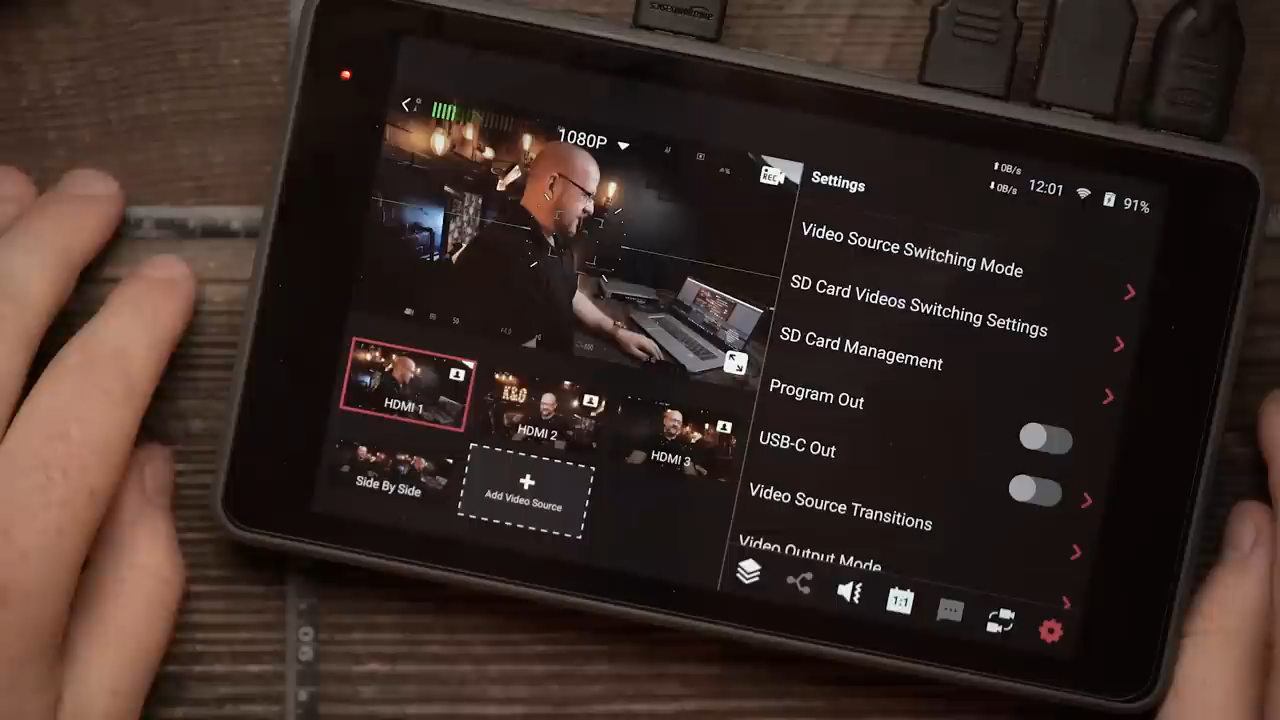 1080P
REC
Settings
0B/s
0B/s
12:01
91%
Video Source Switching Mode
SD Card Videos Switching Settings
SD Card Management
Program Out
USB-C Out
Video Source Transitions
Video Output Mode
HDMI 1
K&O
HDMI 2
HDMI 3
Side By Side
+
Add Video Source
1:1